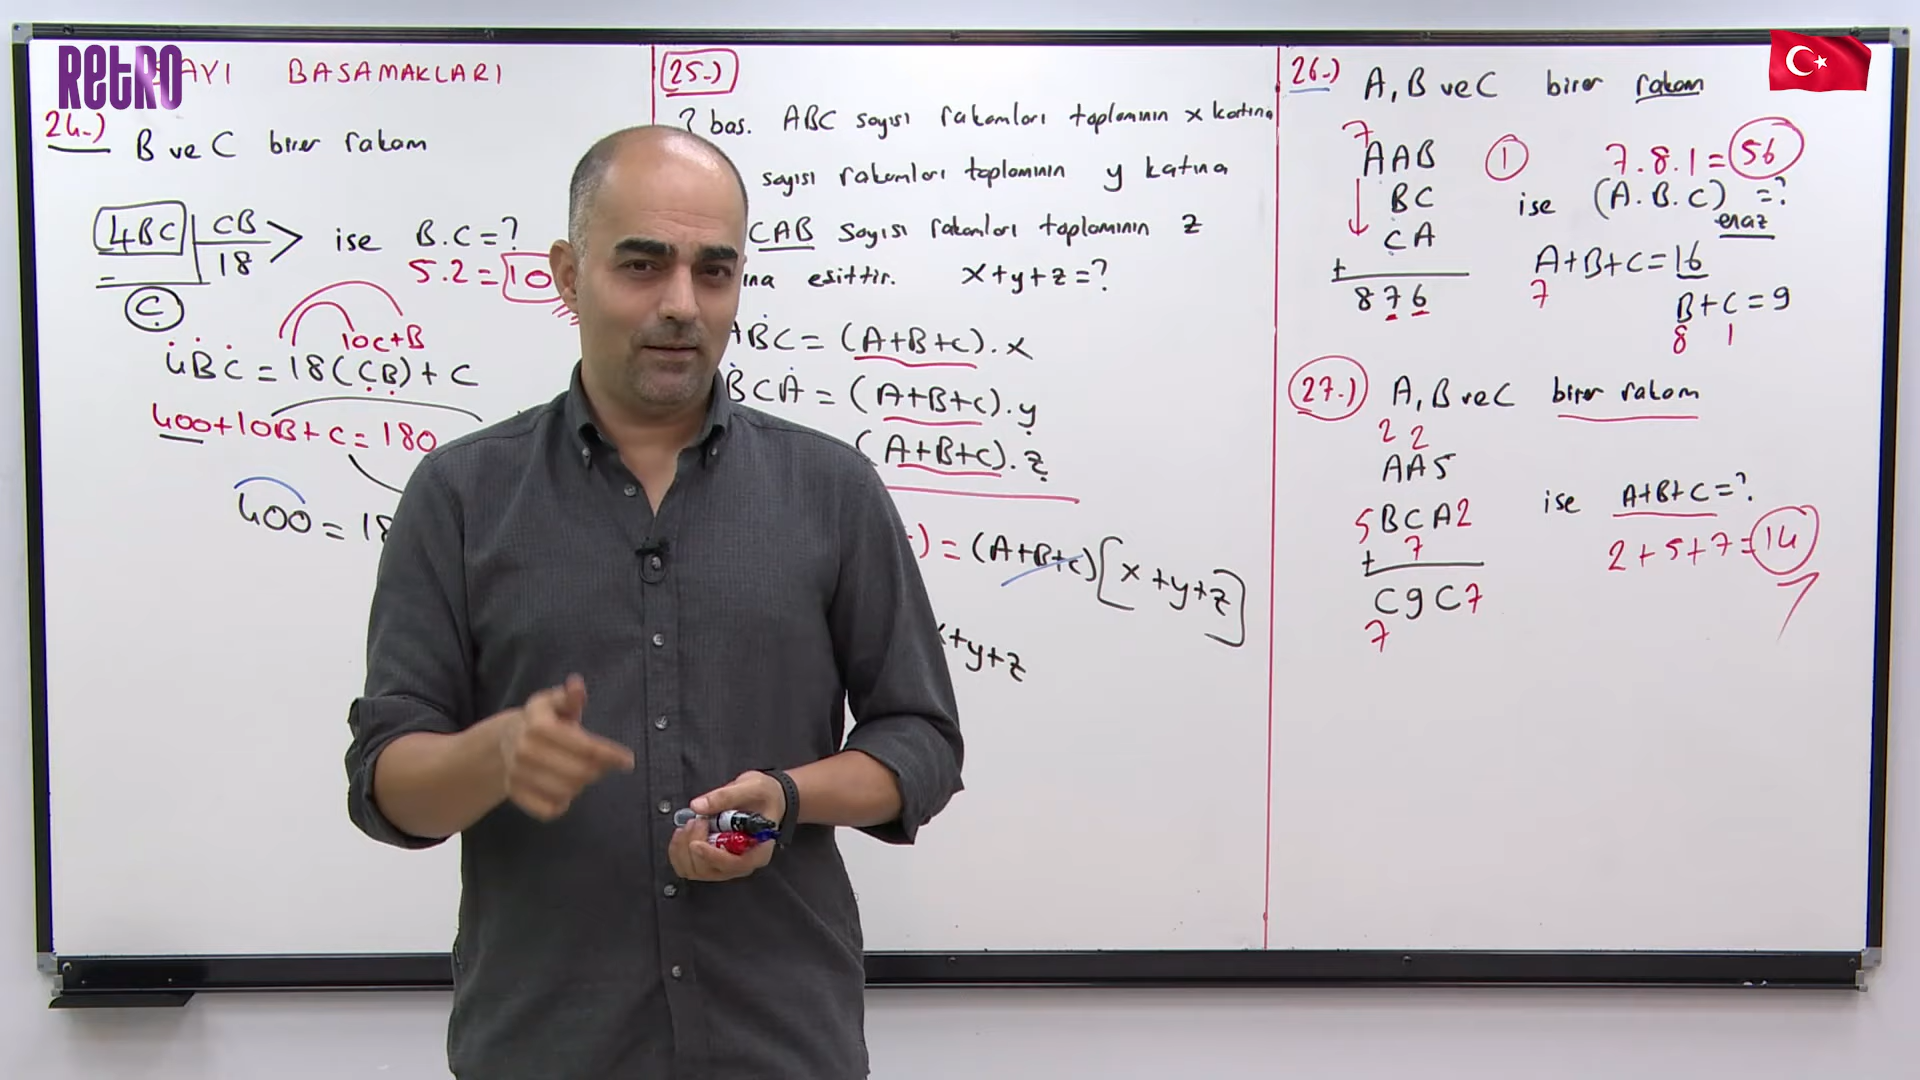 RETRO
SAYI BASAMAKLARI
24-)
B ve C birer rakam
4BC | CB
18
C
ise B.C=?
5.2=10
10C+B
4BC=18(CB)+C
400+10B+C=180
400=18
25-)
3 bas. ABC sayısı rakamları toplamının x katına
sayısı rakamları toplamının y katına
CAB sayısı rakamları toplamının z
ına eşittir. x+y+z=?
ABC=(A+B+C).x
BCA=(A+B+C).y
(A+B+C).z
)=(A+B+C)[x+y+z]
x+y+z
26-) A, B ve C birer rakam
7
AAB
BC
CA
+
876
1
7.8.1=56
ise (A.B.C)=?
en az
A+B+C=16
7
B+C=9
8 1
27-) A, B ve C birer rakam
2 2
AA5
5BCA2
7
+
C9C7
7
ise A+B+C=?
2+5+7=14